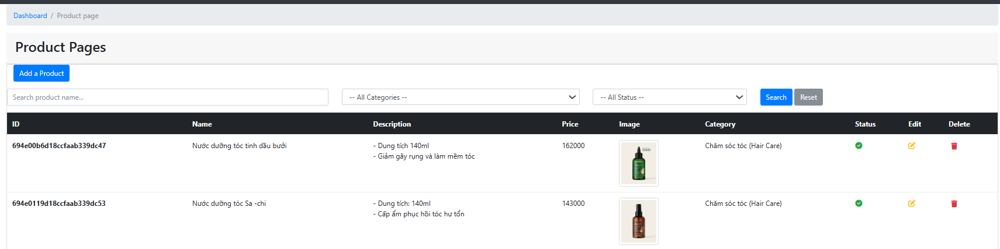 Dashboard / Product page
Product Pages
Add a Product
Search product name...
-- All Categories --
-- All Status --
Search
Reset
ID Name Description Price Image Category Status Edit Delete
694e00b6d18ccfaab339dc47 Nước dưỡng tóc tinh dầu bưởi - Dung tích 140ml 162000 Chăm sóc tóc (Hair Care)
- Giảm gãy rụng và làm mềm tóc
694e0119d18ccfaab339dc53 Nước dưỡng tóc Sa -chi - Dung tích: 140ml 143000 Chăm sóc tóc (Hair Care)
- Cấp ẩm phục hồi tóc hư tổn